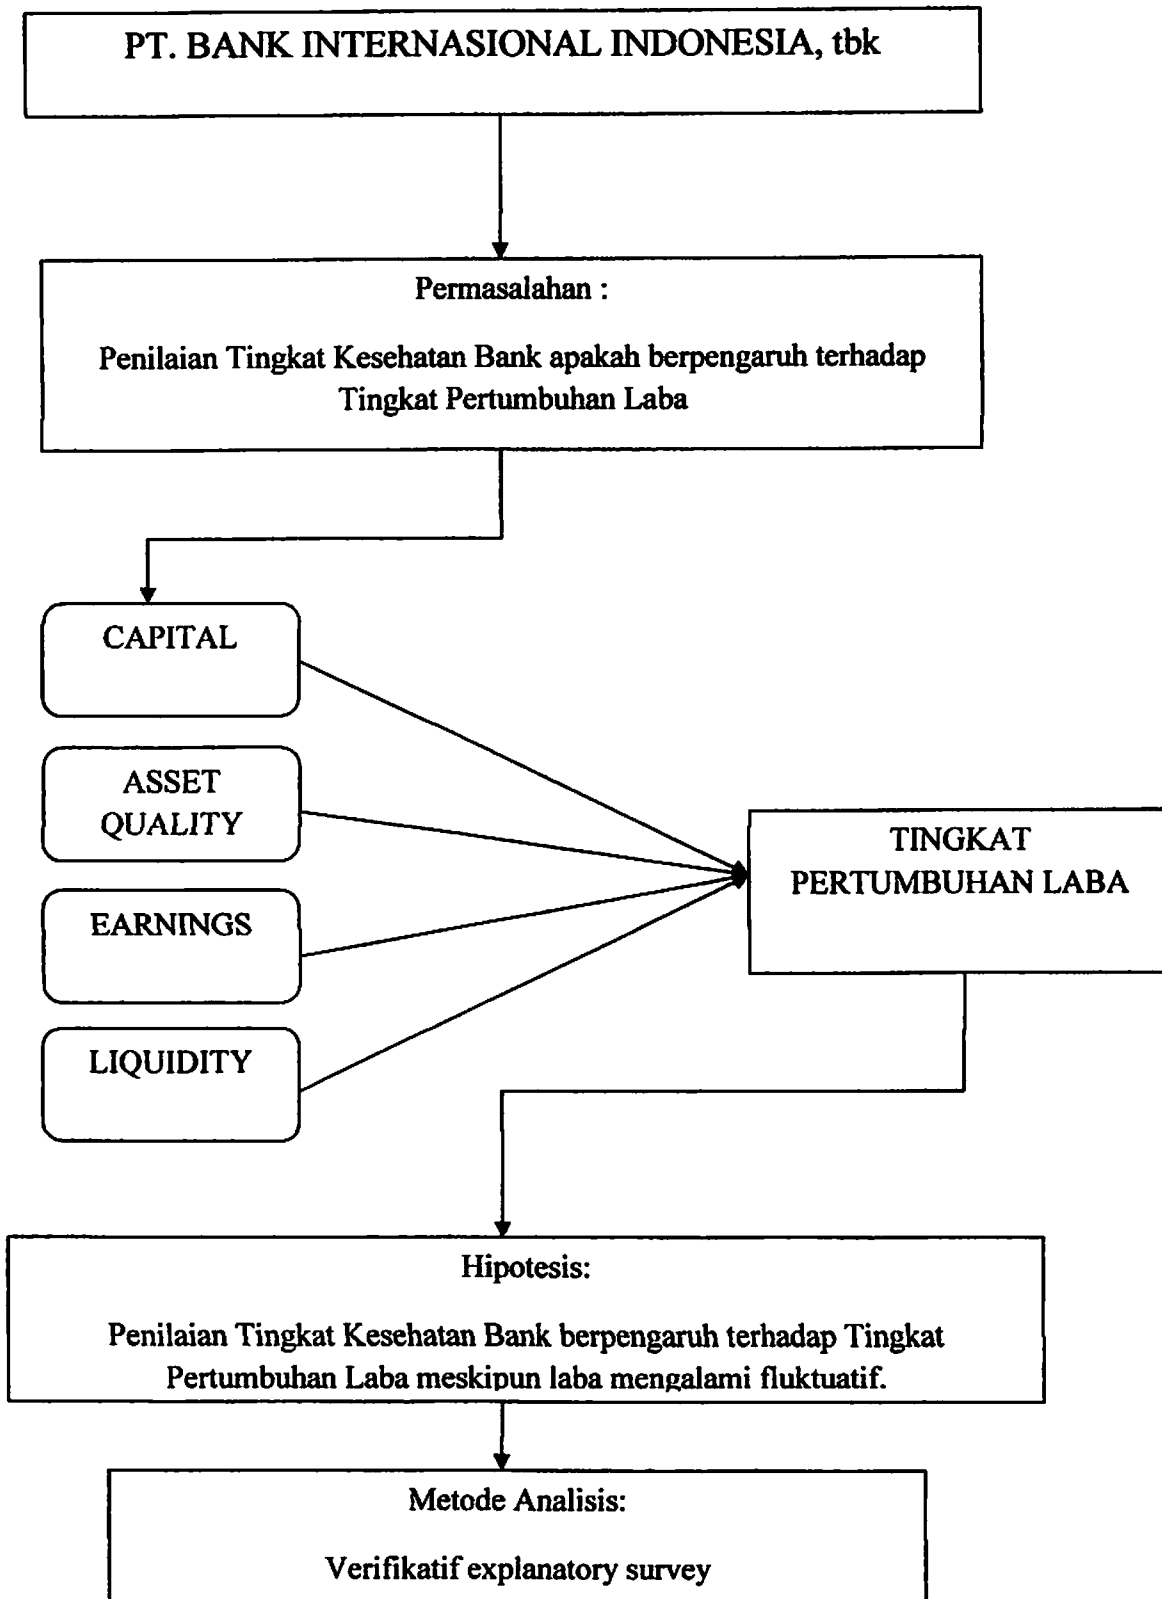 PT. BANK INTERNASIONAL INDONESIA, tbk
Permasalahan :
Penilaian Tingkat Kesehatan Bank apakah berpengaruh terhadap
Tingkat Pertumbuhan Laba
CAPITAL
ASSET
QUALITY
EARNINGS
LIQUIDITY
TINGKAT
PERTUMBUHAN LABA
Hipotesis:
Penilaian Tingkat Kesehatan Bank berpengaruh terhadap Tingkat
Pertumbuhan Laba meskipun laba mengalami fluktuatif.
Metode Analisis:
Verifikatif explanatory survey